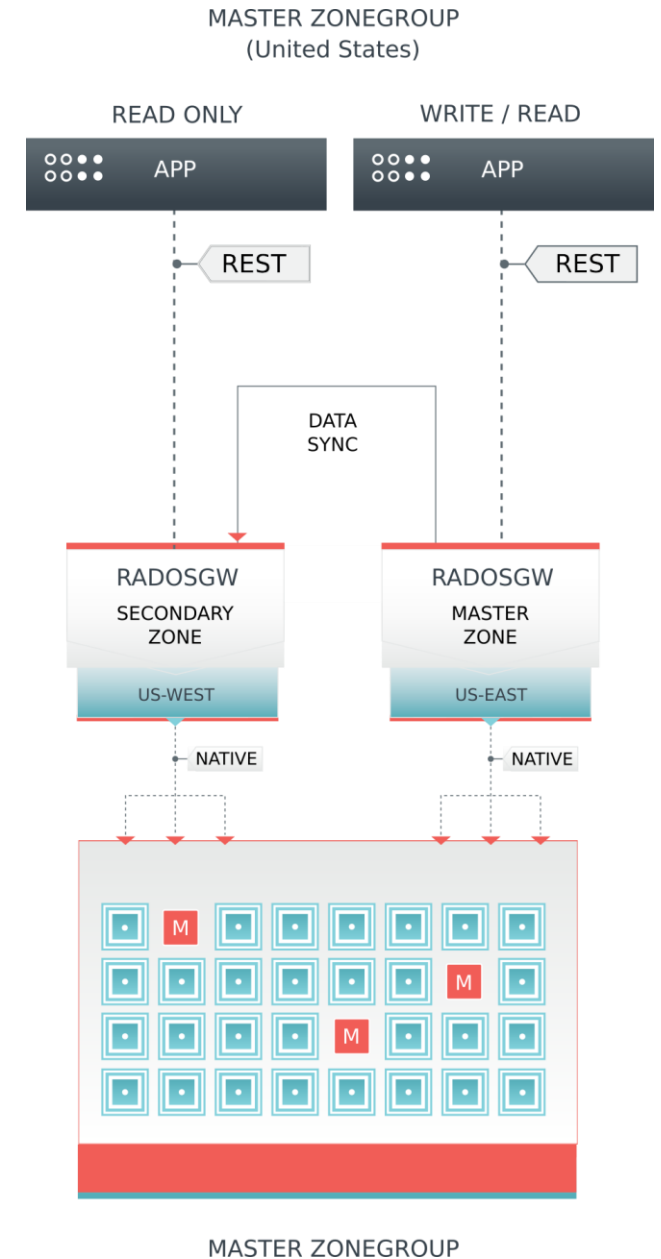 MASTER ZONEGROUP
(United States)
READ ONLY
WRITE / READ
APP
APP
REST
REST
DATA
SYNC
RADOSGW
SECONDARY
ZONE
US-WEST
RADOSGW
MASTER
ZONE
US-EAST
NATIVE
NATIVE
M
M
M
MASTER ZONEGROUP